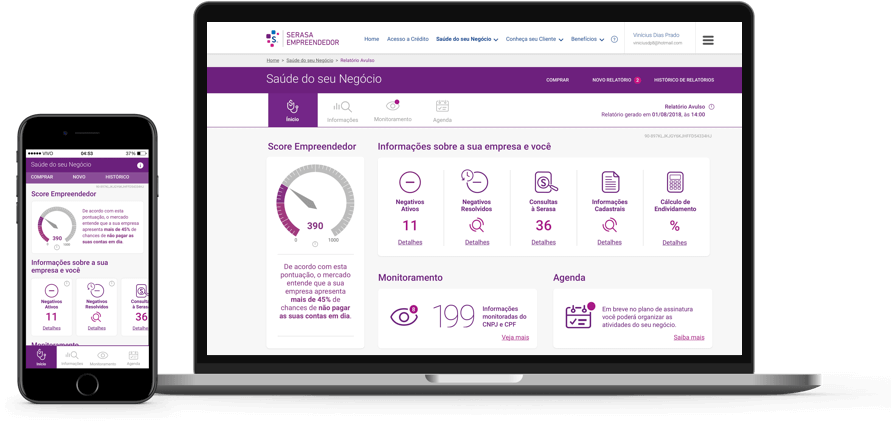 VIVO
04:53
37%
Saúde do seu Negócio
COMPRAR NOVO HISTÓRICO
Score Empreendedor
390
0 1000
De acordo com esta
pontuação, o mercado
entende que a sua empresa
apresenta mais de 45% de
chances de não pagar as
suas contas em dia.
Informações sobre a sua
empresa e você
Negativos
Ativos
11
Detalhes
Negativos
Resolvidos
Detalhes
Consult
à Serasa
36
Detalhes
Monitoramento
Início
Informações
Monitoramento
Agenda
SERASA
EMPREENDEDOR
Home Acesso a Crédito Saúde do seu Negócio Conheça seu Cliente Benefícios ?
Vinícius Dias Prado
Home > Saúde do seu Negócio > Relatório Avulso
Saúde do seu Negócio
COMPRAR NOVO RELATÓRIO 2 HISTÓRICO DE RELATÓRIOS
Início
Informações
Monitoramento
Agenda
Relatório Avulso
Relatório gerado em 01/08/2018, às 14:00
Score Empreendedor
390
0 1000
De acordo com esta
pontuação, o mercado
entende que a sua
empresa apresenta
mais de 45% de
chances de não pagar
as suas contas em dia.
Informações sobre a sua empresa e você
Negativos
Ativos
11
Detalhes
Negativos
Resolvidos
Detalhes
Consultas
à Serasa
36
Detalhes
Informações
Cadastrais
Detalhes
Cálculo de
Endividamento
%
Detalhes
Monitoramento
8
199
Informações
monitoradas do
CNPJ e CPF
Veja mais
Agenda
Em breve no plano de assinatura
você poderá organizar as
atividades do seu negócio.
Saiba mais